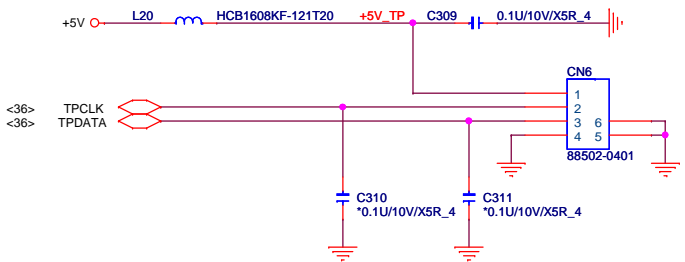 +5V L20 HCB1608KF-121T20 +5V_TP C309 0.1U/10V/X5R_4
CN6
1
<36> TPCLK 2
<36> TPDATA 3 6
4 5
88502-0401
C310 C311
*0.1U/10V/X5R_4 *0.1U/10V/X5R_4